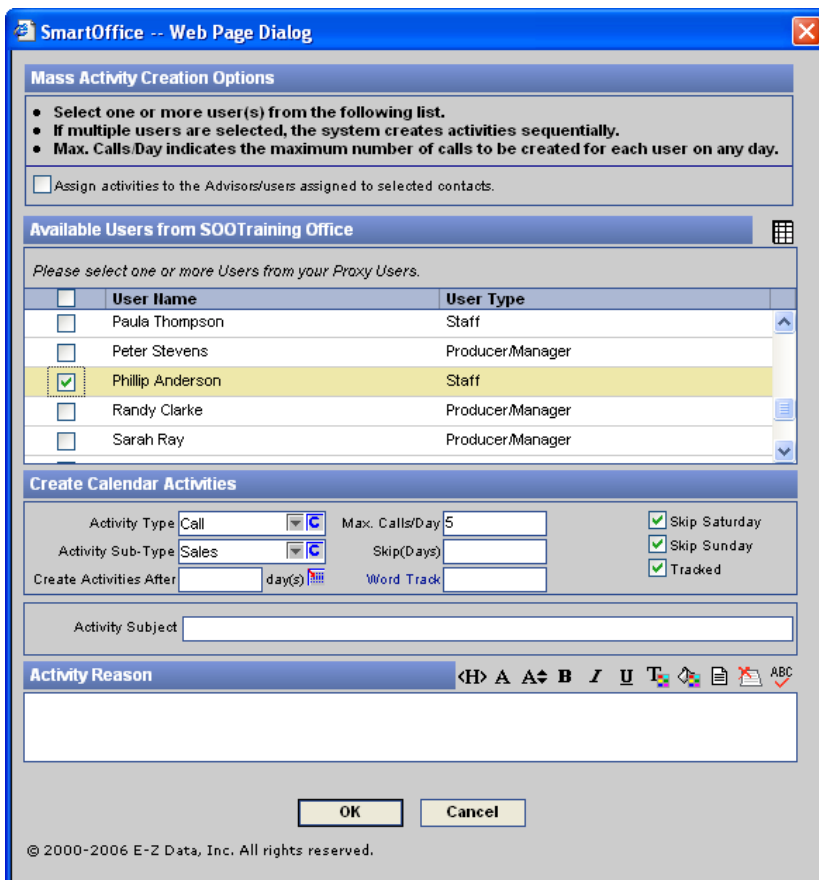 SmartOffice -- Web Page Dialog
Mass Activity Creation Options
● Select one or more user(s) from the following list.
● If multiple users are selected, the system creates activities sequentially.
● Max. Calls/Day indicates the maximum number of calls to be created for each user on any day.
Assign activities to the Advisors/users assigned to selected contacts.
Available Users from SOOTraining Office
Please select one or more Users from your Proxy Users.
User Name User Type
Paula Thompson Staff
Peter Stevens Producer/Manager
Phillip Anderson Staff
Randy Clarke Producer/Manager
Sarah Ray Producer/Manager
Create Calendar Activities
Activity Type Call C Max. Calls/Day 5 Skip Saturday
Activity Sub-Type Sales C Skip(Days) Skip Sunday
Create Activities After day(s) Word Track Tracked
Activity Subject
Activity Reason <H> A A B I U T ABC
OK Cancel
© 2000-2006 E-Z Data, Inc. All rights reserved.